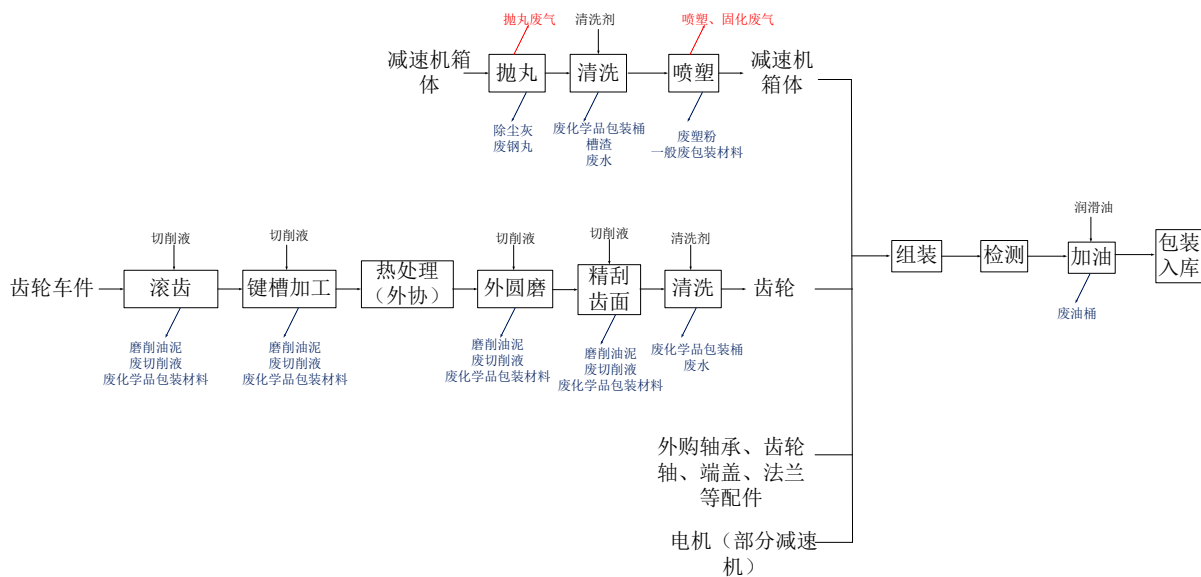 抛丸废气
清洗剂
喷塑、固化废气
减速机箱
体
抛丸
清洗
喷塑
减速机
箱体
除尘灰
废钢丸
废化学品包装桶
槽渣
废水
废塑粉
一般废包装材料
切削液
切削液
切削液
切削液
清洗剂
润滑油
齿轮车件
滚齿
键槽加工
热处理
（外协）
外圆磨
精刮
齿面
清洗
齿轮
组装
检测
加油
包装
入库
磨削油泥
废切削液
废化学品包装材料
磨削油泥
废切削液
废化学品包装材料
磨削油泥
废切削液
废化学品包装材料
磨削油泥
废切削液
废化学品包装材料
废化学品包装桶
废水
废油桶
外购轴承、齿轮
轴、端盖、法兰
等配件
电机（部分减速
机）